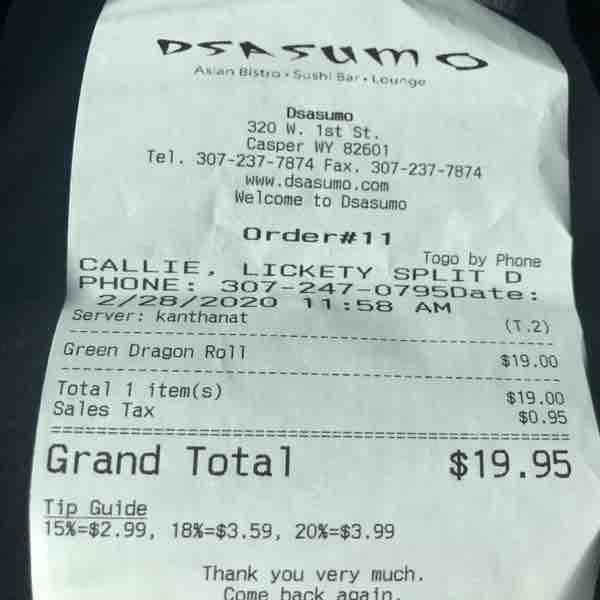 DSASUMO
Asian Bistro • Sushi Bar • Lounge
Dsasumo
320 W. 1st St.
Casper WY 82601
Tel. 307-237-7874 Fax. 307-237-7874
www.dsasumo.com
Welcome to Dsasumo
Order#11
Togo by Phone
CALLIE, LICKETY SPLIT D
PHONE: 307-247-0795Date:
2/28/2020 11:58 AM
Server: kanthanat (T.2)
Green Dragon Roll $19.00
Total 1 item(s) $19.00
Sales Tax $0.95
Grand Total $19.95
Tip Guide
15%=$2.99, 18%=$3.59, 20%=$3.99
Thank you very much.
Come back again.